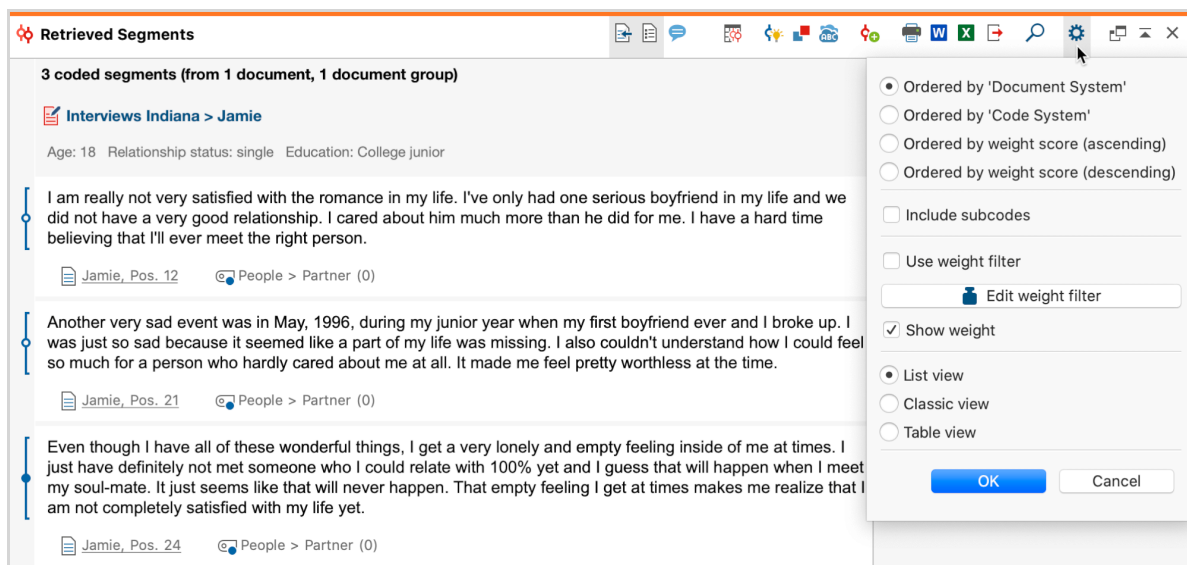 Retrieved Segments
ABC
W
X
3 coded segments (from 1 document, 1 document group)
Interviews Indiana > Jamie
Age: 18 Relationship status: single Education: College junior
I am really not very satisfied with the romance in my life. I've only had one serious boyfriend in my life and we
did not have a very good relationship. I cared about him much more than he did for me. I have a hard time
believing that I'll ever meet the right person.
Jamie, Pos. 12 People > Partner (0)
Another very sad event was in May, 1996, during my junior year when my first boyfriend ever and I broke up. I
was just so sad because it seemed like a part of my life was missing. I also couldn't understand how I could feel
so much for a person who hardly cared about me at all. It made me feel pretty worthless at the time.
Jamie, Pos. 21 People > Partner (0)
Even though I have all of these wonderful things, I get a very lonely and empty feeling inside of me at times. I
just have definitely not met someone who I could relate with 100% yet and I guess that will happen when I meet
my soul-mate. It just seems like that will never happen. That empty feeling I get at times makes me realize that I
am not completely satisfied with my life yet.
Jamie, Pos. 24 People > Partner (0)
Ordered by 'Document System'
Ordered by 'Code System'
Ordered by weight score (ascending)
Ordered by weight score (descending)
Include subcodes
Use weight filter
Edit weight filter
Show weight
List view
Classic view
Table view
OK Cancel